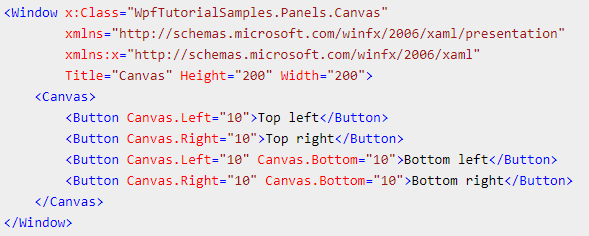 <Window x:Class="WpfTutorialSamples.Panels.Canvas"
        xmlns="http://schemas.microsoft.com/winfx/2006/xaml/presentation"
        xmlns:x="http://schemas.microsoft.com/winfx/2006/xaml"
        Title="Canvas" Height="200" Width="200">
    <Canvas>
        <Button Canvas.Left="10">Top left</Button>
        <Button Canvas.Right="10">Top right</Button>
        <Button Canvas.Left="10" Canvas.Bottom="10">Bottom left</Button>
        <Button Canvas.Right="10" Canvas.Bottom="10">Bottom right</Button>
    </Canvas>
</Window>